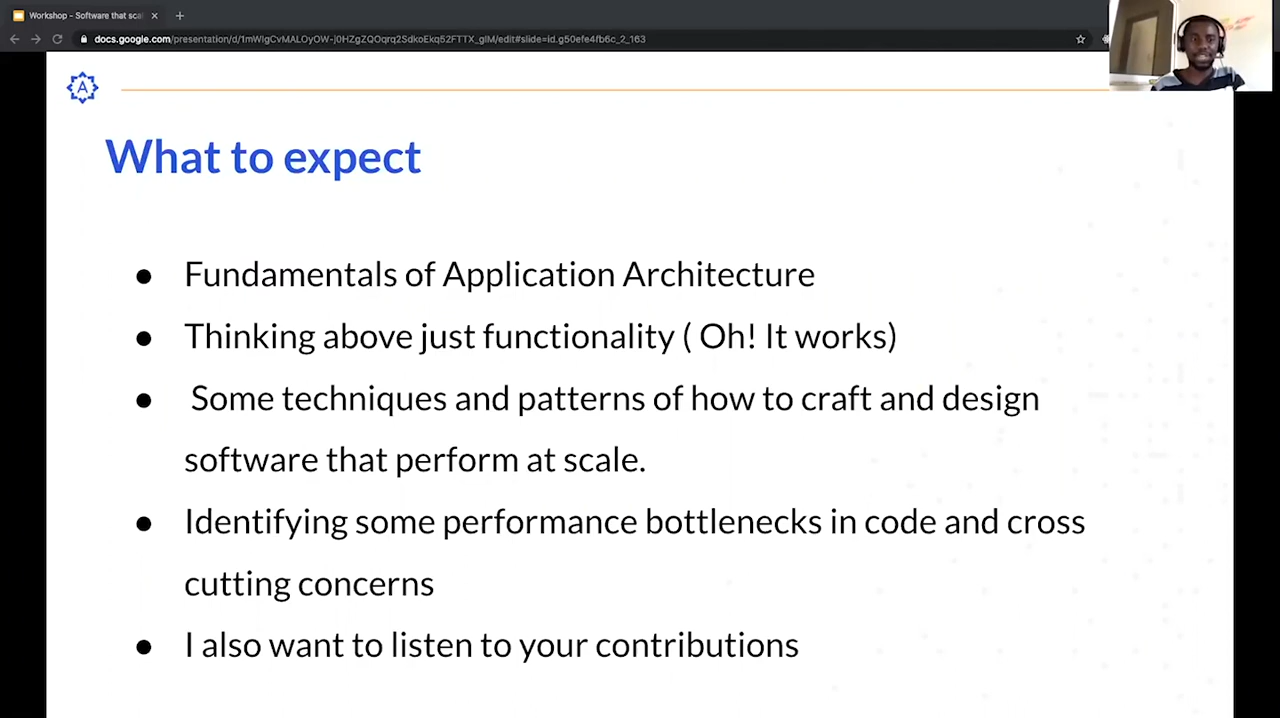 Workshop - Software that scal
docs.google.com/presentation/d/1mWIgCvMALOyOW-j0HZgZQOqrq2SdkoEkq52FTTX_glM/edit#slide=id.g50efe4fb6c_2_163
A
What to expect
● Fundamentals of Application Architecture
● Thinking above just functionality ( Oh! It works)
● Some techniques and patterns of how to craft and design
software that perform at scale.
● Identifying some performance bottlenecks in code and cross
cutting concerns
● I also want to listen to your contributions